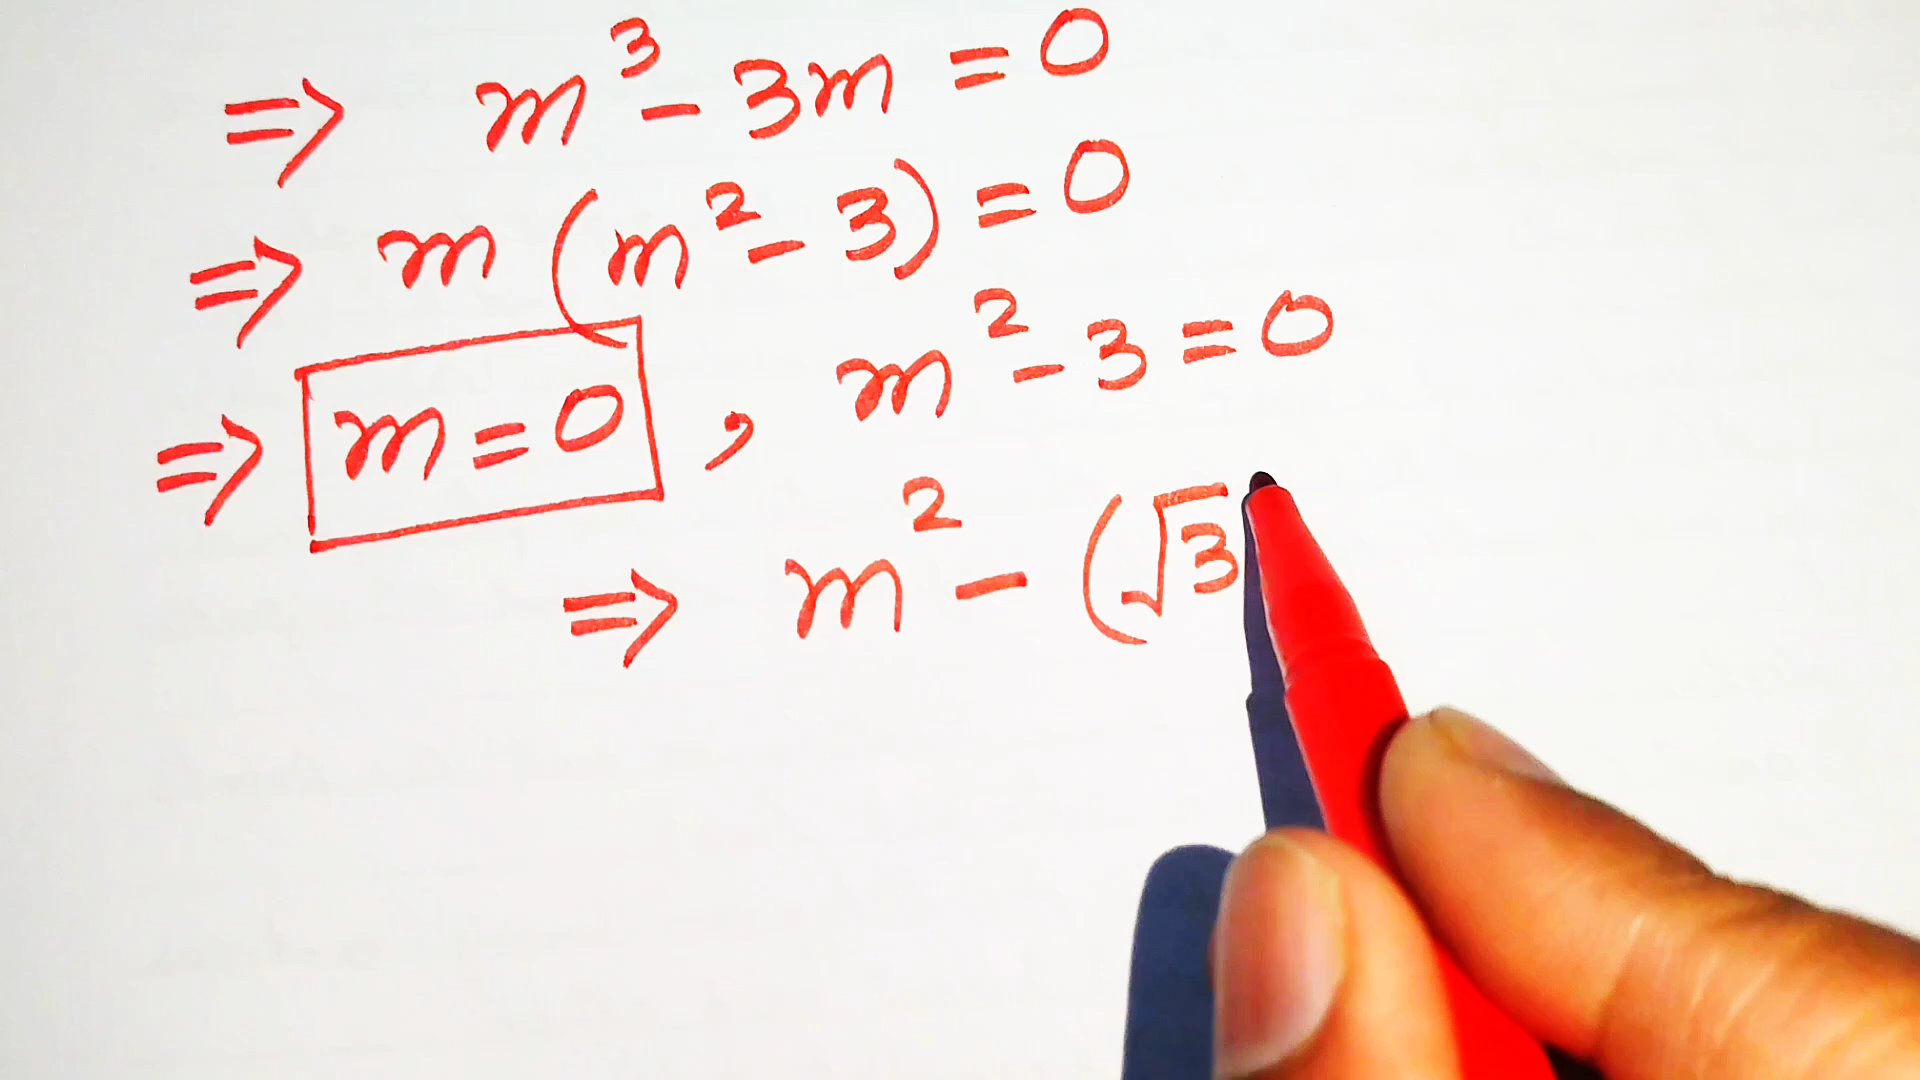 ⇒ m³ - 3m = 0
⇒ m (m² - 3) = 0
⇒ m = 0 , m² - 3 = 0
⇒ m² - (√3